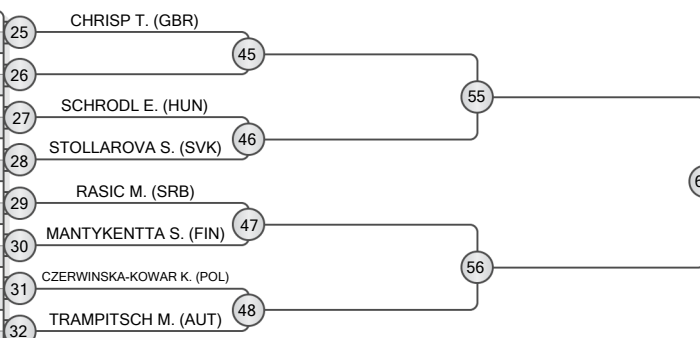 CHRISP T. (GBR)
25
45
26
55
SCHRODL E. (HUN)
27
46
STOLLAROVA S. (SVK)
28
RASIC M. (SRB)
29
47
MANTYKENTTA S. (FIN)
30
56
CZERWINSKA-KOWAR K. (POL)
31
48
TRAMPITSCH M. (AUT)
32